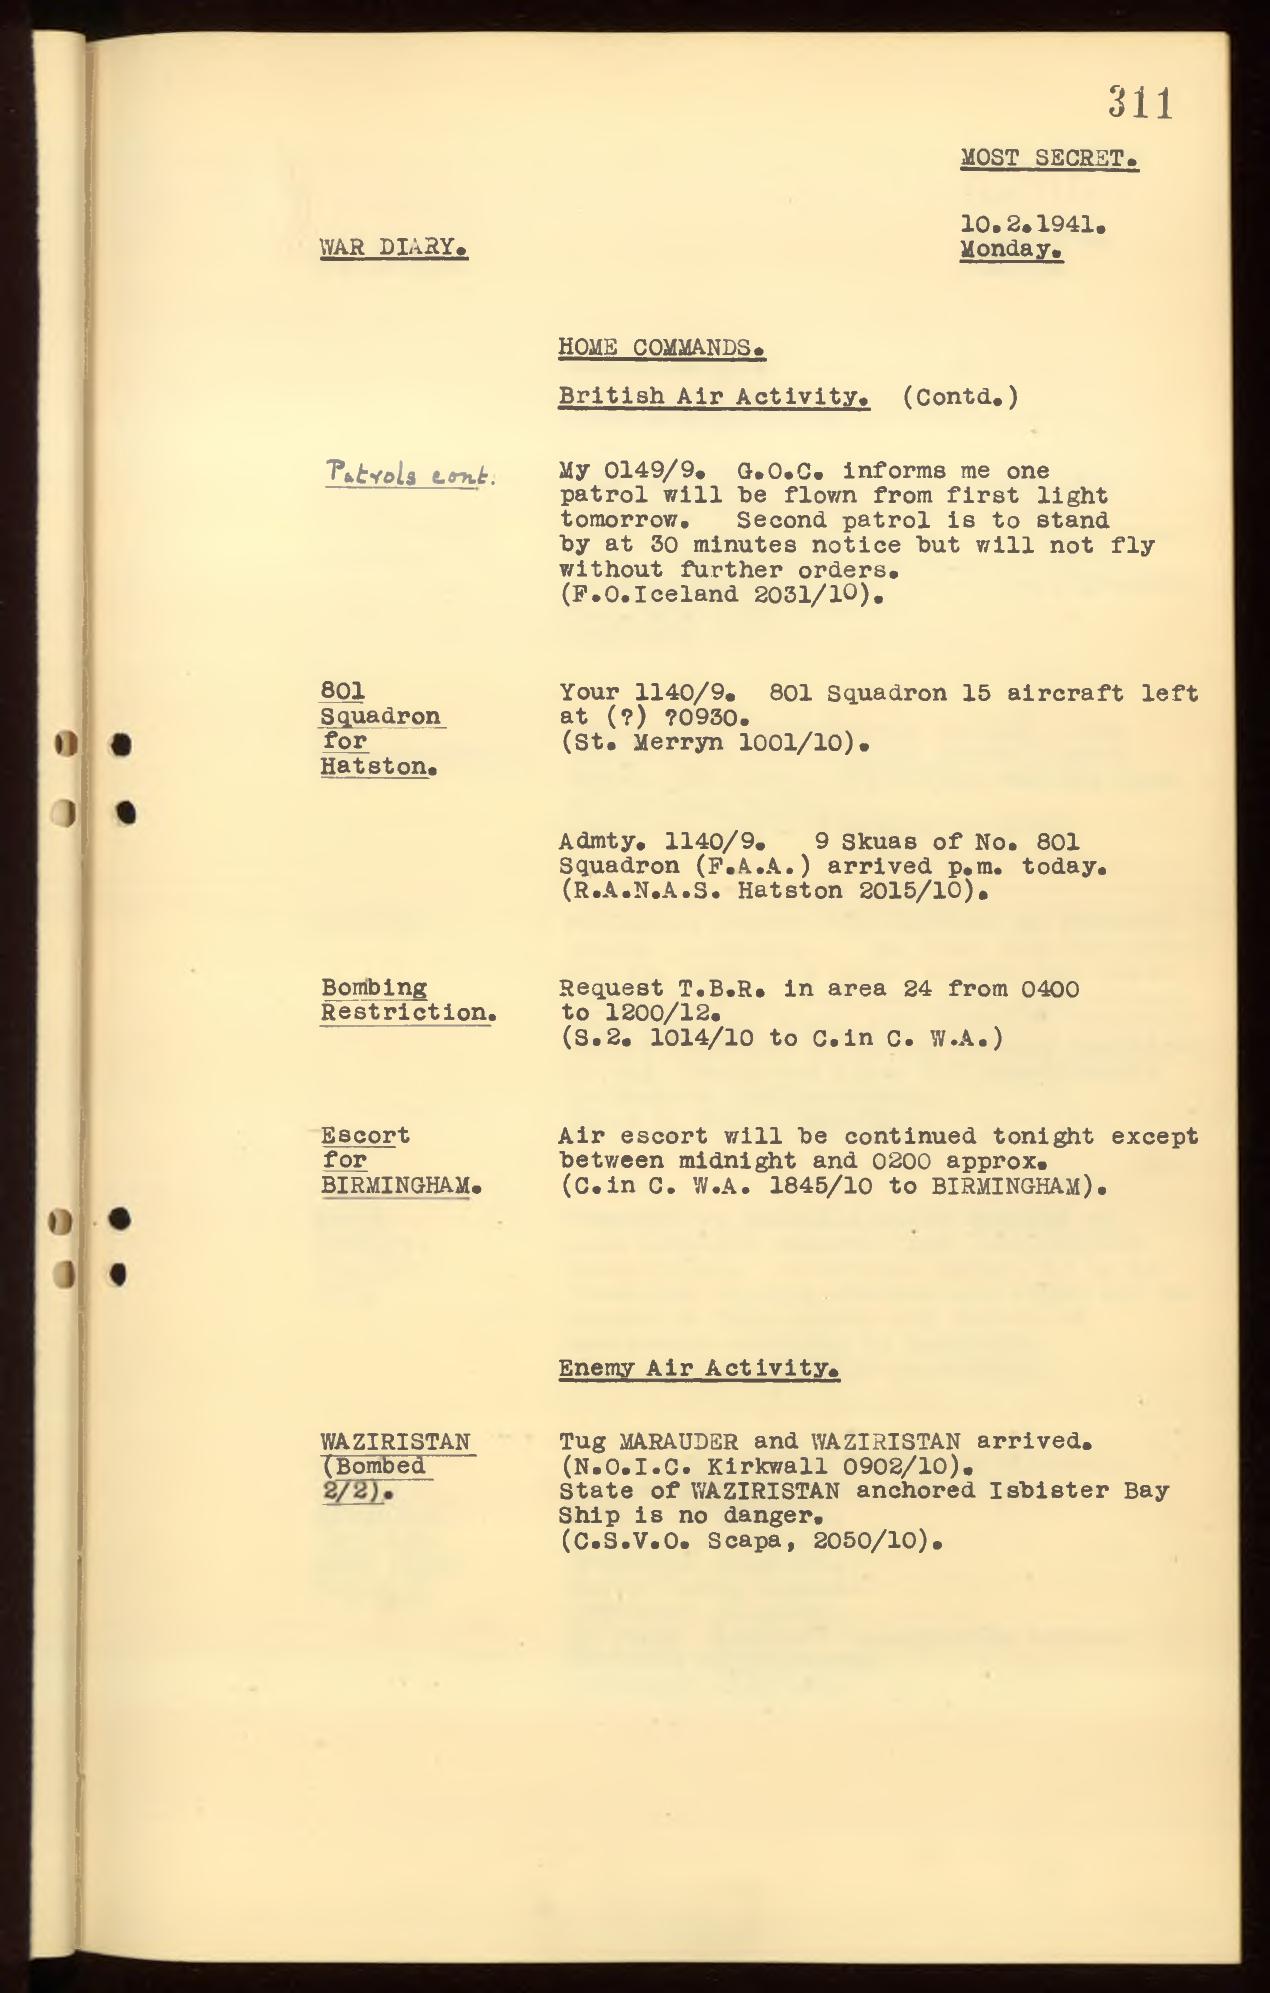 311
MOST SECRET.
10.2.1941.
WAR DIARY.
Monday.
HOME COMMANDS.
British Air Activity. (Contd.)
Patrols cont.
My 0149/9. G.O.C. informs me one
patrol will be flown from first light
tomorrow. Second patrol is to stand
by at 30 minutes notice but will not fly
without further orders.
(F.O.Iceland 2031/10).
801
Squadron
for
Hatston.
Your 1140/9. 801 Squadron 15 aircraft left
at (?) ?0930.
(St. Merryn 1001/10).
Admty. 1140/9. 9 Skuas of No. 801
Squadron (F.A.A.) arrived p.m. today.
(R.A.N.A.S. Hatston 2015/10).
Bombing
Restriction.
Request T.B.R. in area 24 from 0400
to 1200/12.
(S.2. 1014/10 to C.in C. W.A.)
Escort
for
BIRMINGHAM.
Air escort will be continued tonight except
between midnight and 0200 approx.
(C.in C. W.A. 1845/10 to BIRMINGHAM).
Enemy Air Activity.
WAZIRISTAN
(Bombed
2/2).
Tug MARAUDER and WAZIRISTAN arrived.
(N.O.I.C. Kirkwall 0902/10).
State of WAZIRISTAN anchored Isbister Bay
Ship is no danger.
(C.S.V.O. Scapa, 2050/10).